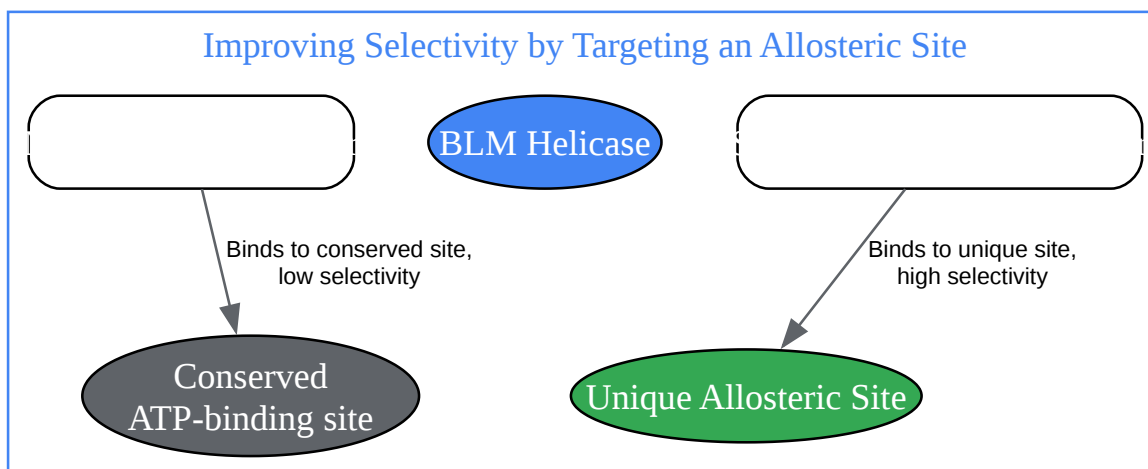 Improving Selectivity by Targeting an Allosteric Site
BLM Helicase
Binds to conserved site,
low selectivity
Binds to unique site,
high selectivity
Conserved
ATP-binding site
Unique Allosteric Site